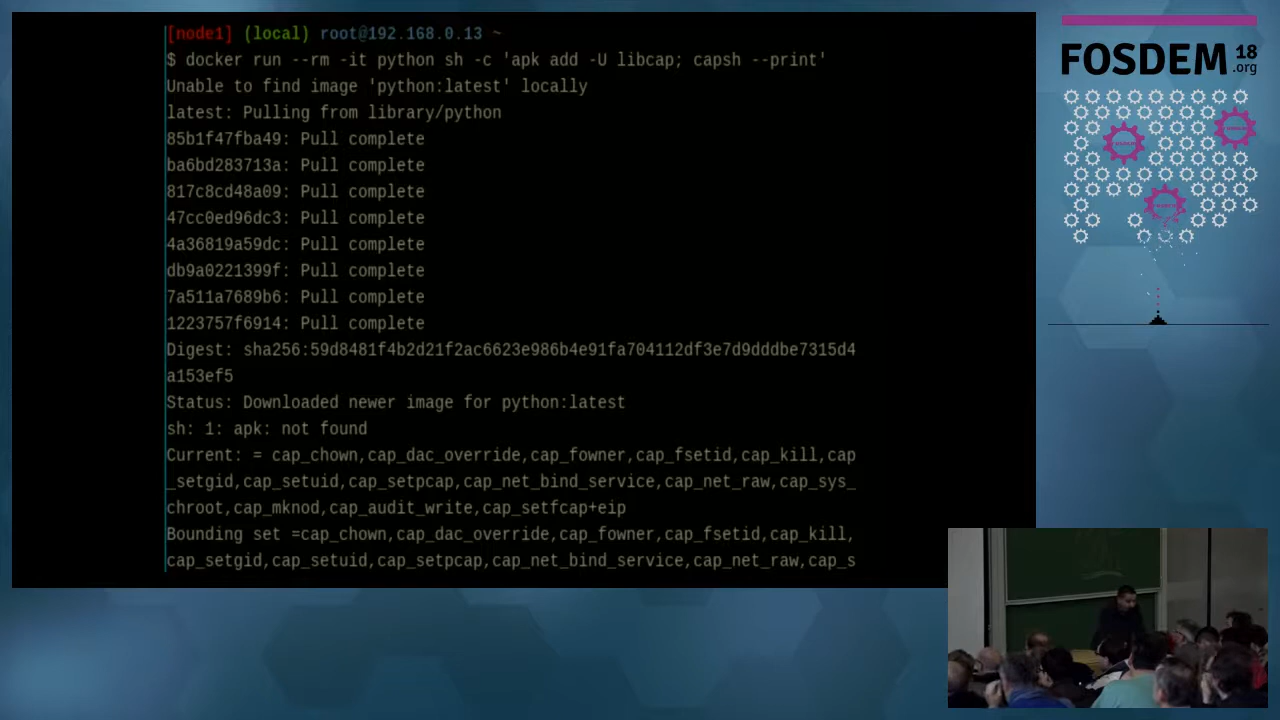 [node1] (local) root@192.168.0.13 ~
$ docker run --rm -it python sh -c 'apk add -U libcap; capsh --print'
Unable to find image 'python:latest' locally
latest: Pulling from library/python
85b1f47fba49: Pull complete
ba6bd283713a: Pull complete
817c8cd48a09: Pull complete
47cc0ed96dc3: Pull complete
4a36819a59dc: Pull complete
db9a0221399f: Pull complete
7a511a7689b6: Pull complete
1223757f6914: Pull complete
Digest: sha256:59d8481f4b2d21f2ac6623e986b4e91fa704112df3e7d9dddbe7315d4
a153ef5
Status: Downloaded newer image for python:latest
sh: 1: apk: not found
Current: = cap_chown,cap_dac_override,cap_fowner,cap_fsetid,cap_kill,cap
_setgid,cap_setuid,cap_setpcap,cap_net_bind_service,cap_net_raw,cap_sys_
chroot,cap_mknod,cap_audit_write,cap_setfcap+eip
Bounding set =cap_chown,cap_dac_override,cap_fowner,cap_fsetid,cap_kill,
cap_setgid,cap_setuid,cap_setpcap,cap_net_bind_service,cap_net_raw,cap_s
FOSDEM 18
.org